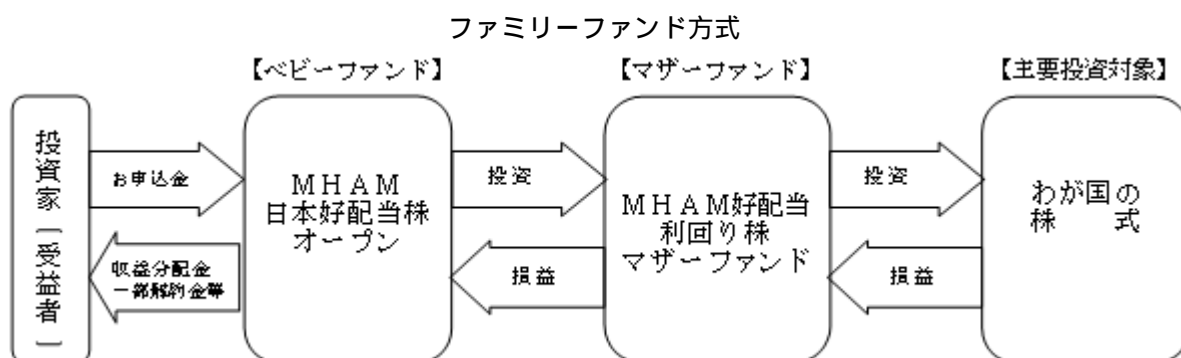 ファミリーファンド方式
【ベビーファンド】
【マザーファンド】
【主要投資対象】
投資家︵受益者︶
お申込金
収益分配金
一部解約金等
ＭＨＡＭ
日本好配当株
オープン
投資
損益
ＭＨＡＭ好配当
利回り株
マザーファンド
投資
損益
わが国の
株　　式